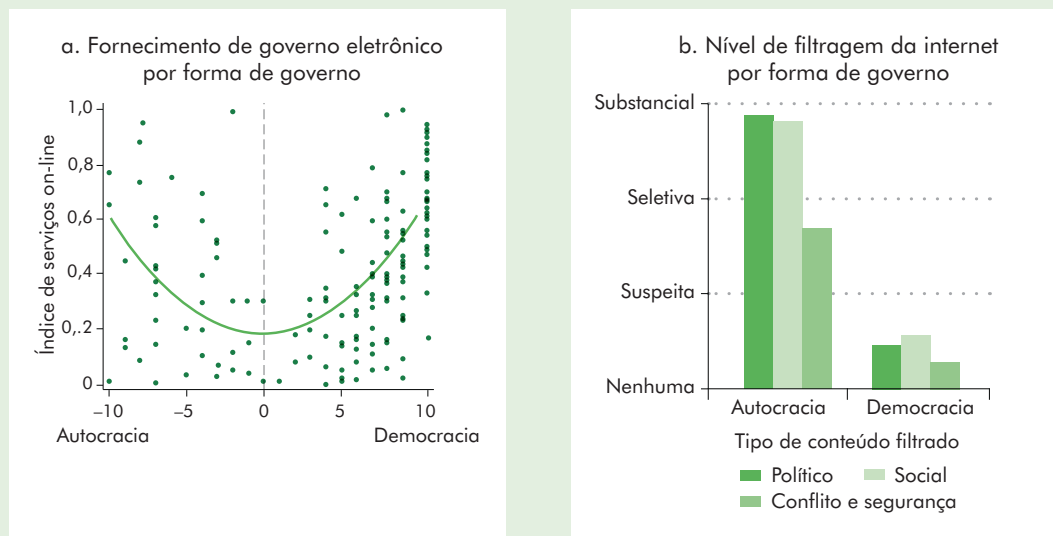 a. Fornecimento de governo eletrônico
por forma de governo
Índice de serviços on-line
1,0
0,8
0,6
0,4
0,2
0
–10
–5
0
5
10
Autocracia
Democracia
b. Nível de filtragem da internet
por forma de governo
Substancial
Seletiva
Suspeita
Nenhuma
Autocracia
Democracia
Tipo de conteúdo filtrado
Político
Social
Conflito e segurança